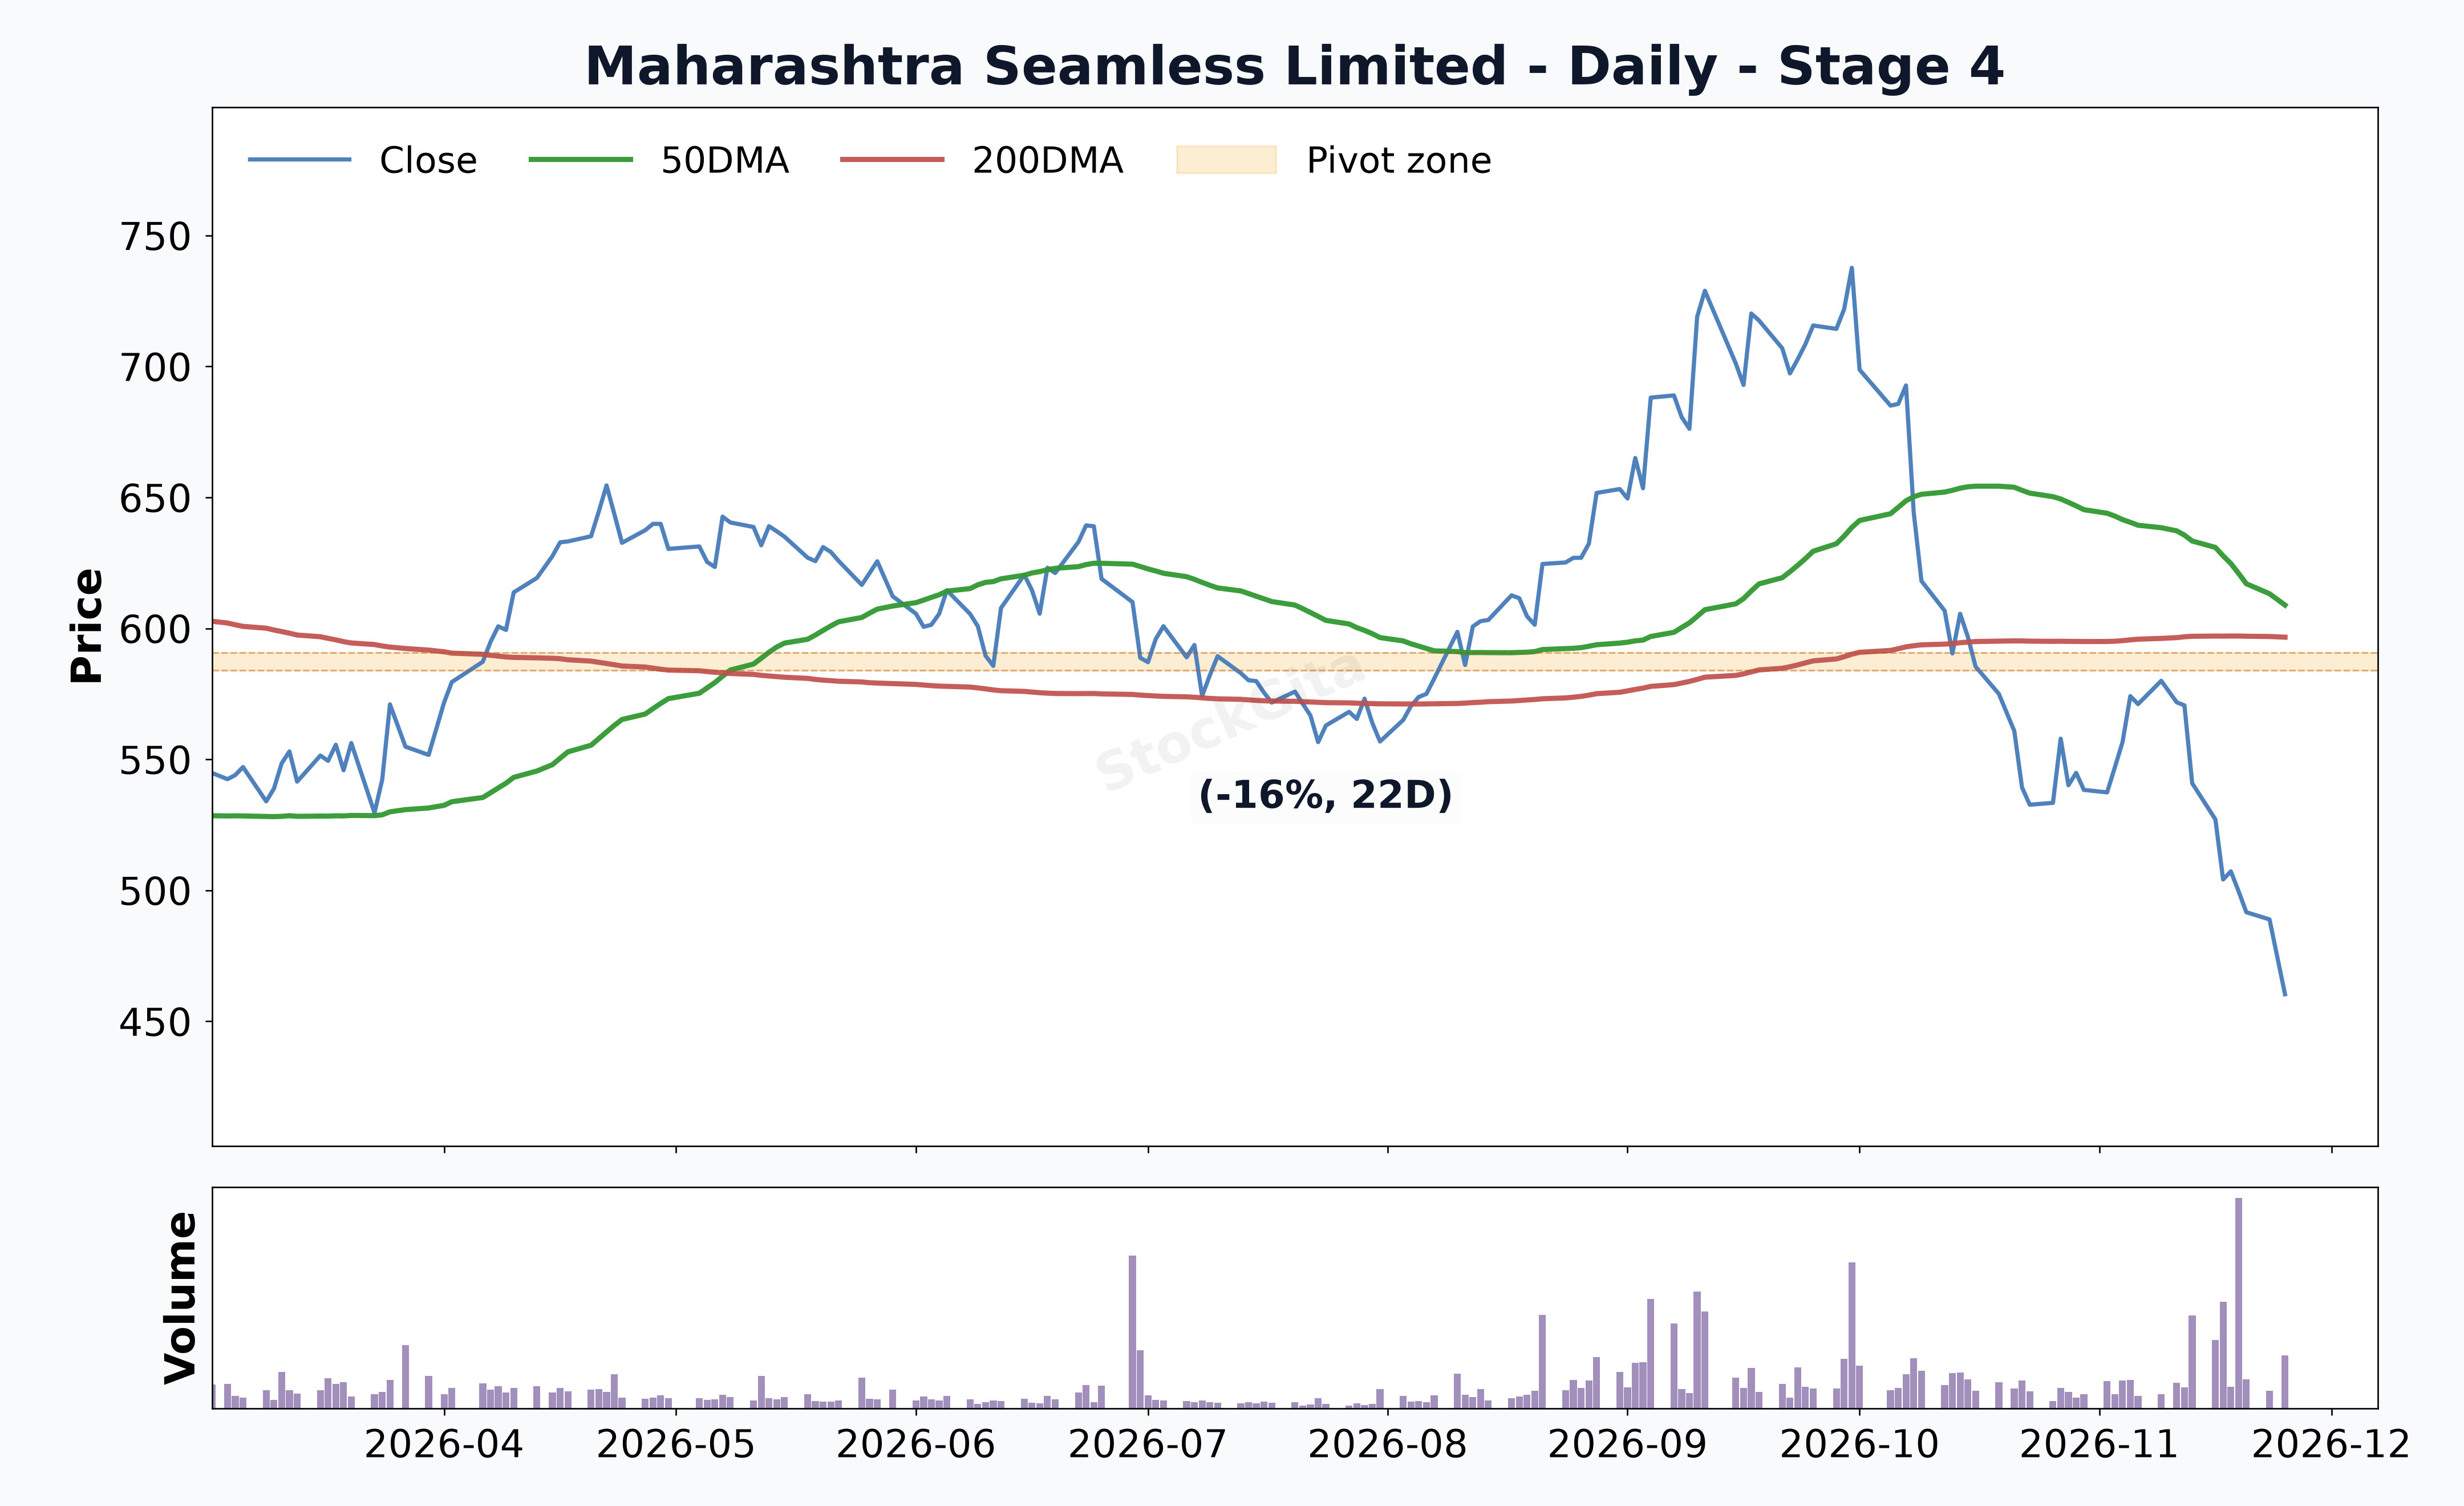 Maharashtra Seamless Limited - Daily - Stage 4
Close 50DMA 200DMA Pivot zone
750
700
650
600
550
500
450
Price
StockGita
(-16%, 22D)
Volume
2026-04 2026-05 2026-06 2026-07 2026-08 2026-09 2026-10 2026-11 2026-12